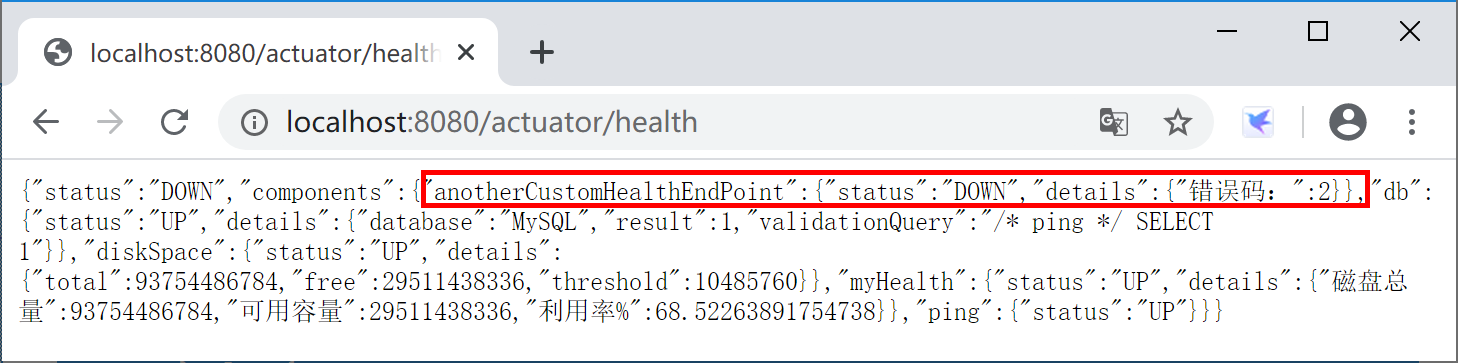 localhost:8080/actuator/health
localhost:8080/actuator/health
{"status":"DOWN","components":{"anotherCustomHealthEndPoint":{"status":"DOWN","details":{"错误码：":2}},"db":
{"status":"UP","details":{"database":"MySQL","result":1,"validationQuery":"/* ping */ SELECT
1"}},"diskSpace":{"status":"UP","details":
{"total":93754486784,"free":29511438336,"threshold":10485760}},"myHealth":{"status":"UP","details":{"磁盘总
量":93754486784,"可用容量":29511438336,"利用率%":68.52263891754738}},"ping":{"status":"UP"}}}